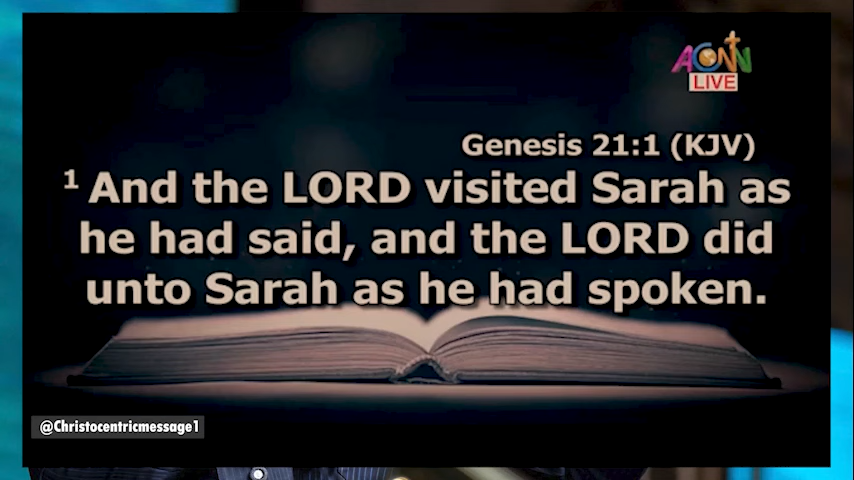 ACNN
LIVE
Genesis 21:1 (KJV)
1 And the LORD visited Sarah as
he had said, and the LORD did
unto Sarah as he had spoken.
@Christocentricmessage1